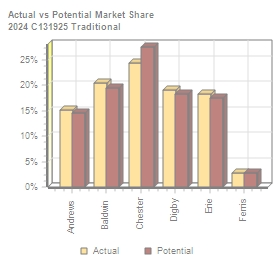 Actual vs Potential Market Share
2024 C131925 Traditional
25%
20%
15%
10%
5%
0%
Andrews
Baldwin
Chester
Digby
Erie
Ferris
Actual
Potential